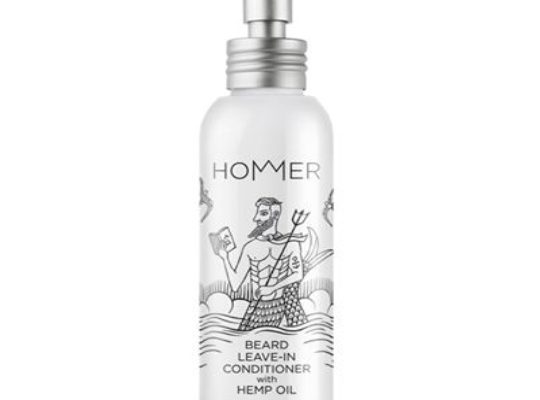 HOMMER
BEARD
LEAVE-IN
CONDITIONER
with
HEMP OIL